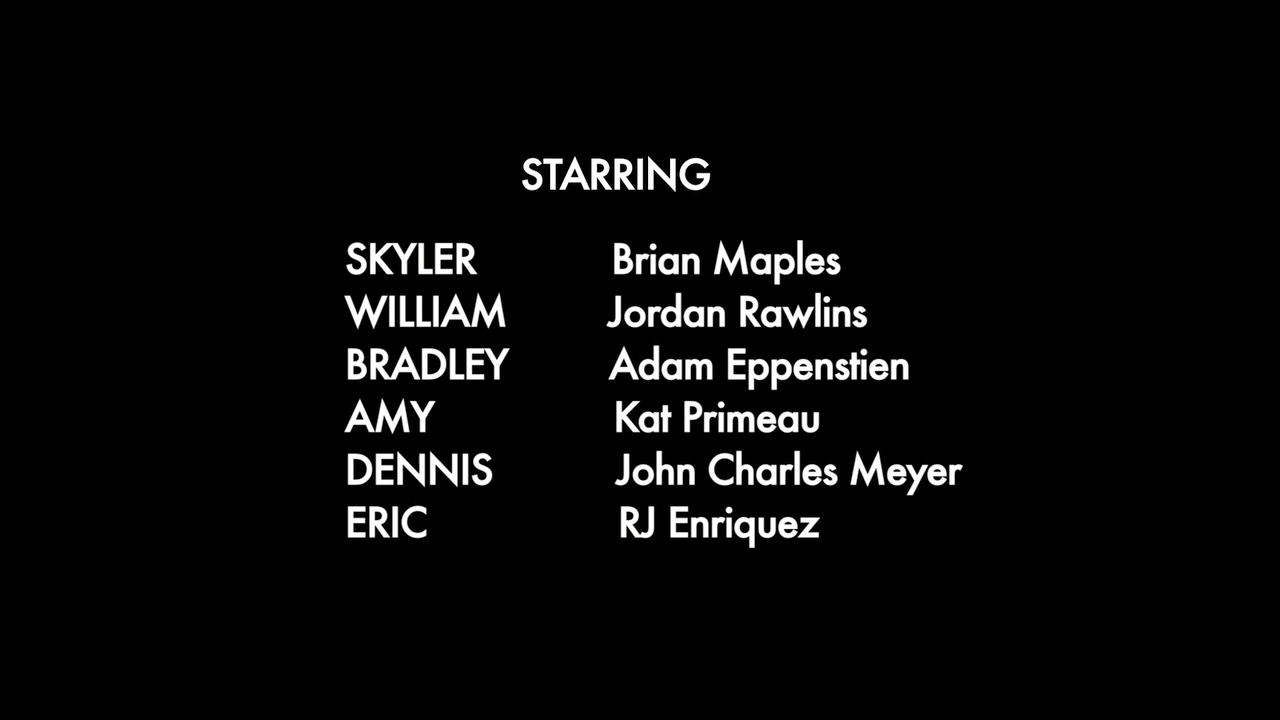 STARRING
SKYLER Brian Maples
WILLIAM Jordan Rawlins
BRADLEY Adam Eppenstien
AMY Kat Primeau
DENNIS John Charles Meyer
ERIC RJ Enriquez